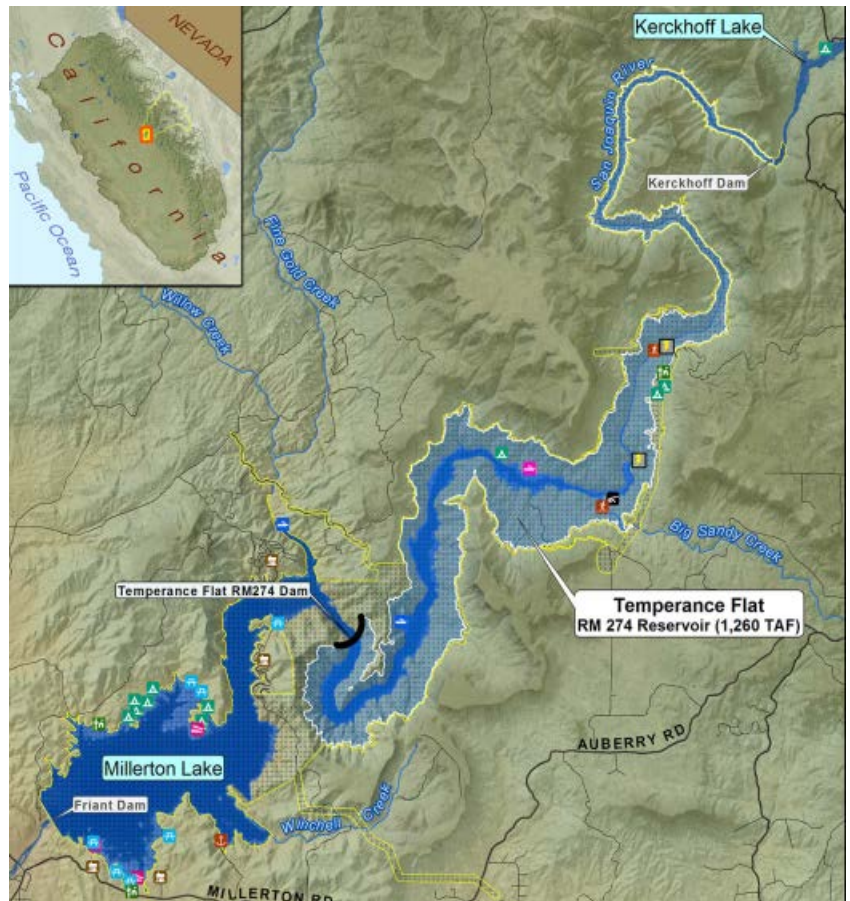 NEVADA
California
Pacific Ocean
Kerckhoff Lake
San Joaquin River
Kerckhoff Dam
Fine Gold Creek
Willow Creek
Big Sandy Creek
Temperance Flat RM274 Dam
Temperance Flat
RM 274 Reservoir (1,260 TAF)
AUBERRY RD
Millerton Lake
Friant Dam
Winchell Creek
MILLERTON RD